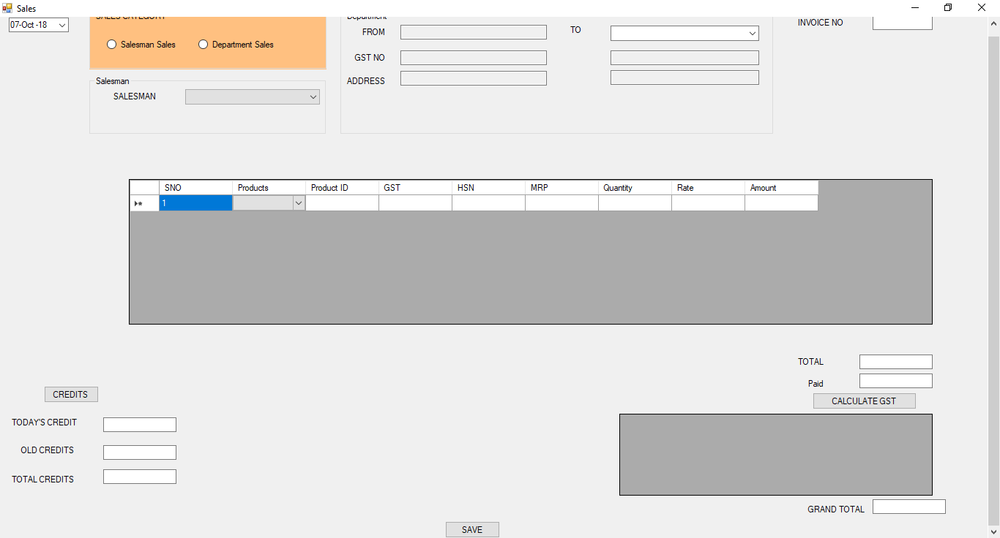 Sales
SALES CATEGORY
Department
07-Oct -18
INVOICE NO
FROM
TO
Salesman Sales
Department Sales
GST NO
ADDRESS
Salesman
SALESMAN
SNO Products Product ID GST HSN MRP Quantity Rate Amount
1
TOTAL
Paid
CREDITS
CALCULATE GST
TODAY'S CREDIT
OLD CREDITS
TOTAL CREDITS
GRAND TOTAL
SAVE